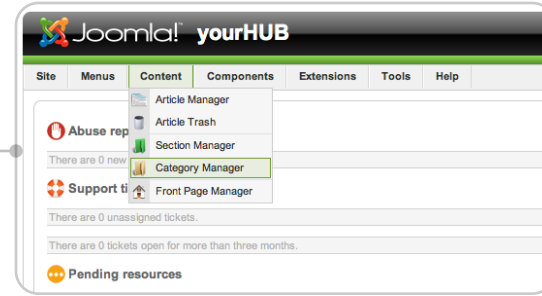 Joomla! yourHUB
Site Menus Content Components Extensions Tools Help
Article Manager
Article Trash
Section Manager
Category Manager
Front Page Manager
Abuse rep
There are 0 new
Support ti
There are 0 unassigned tickets.
There are 0 tickets open for more than three months.
Pending resources